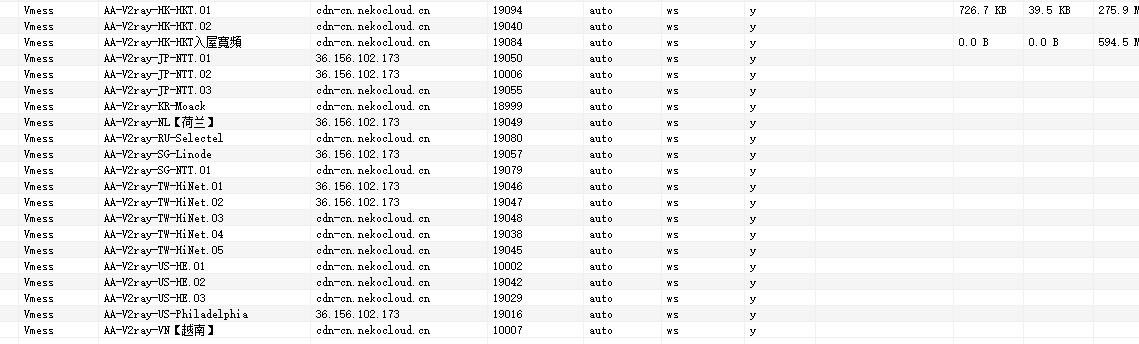 Vmess AA-V2ray-HK-HKT.01 cdn-cn.nekocloud.cn 19094 auto ws y 726.7 KB 39.5 KB 275.9
Vmess AA-V2ray-HK-HKT.02 cdn-cn.nekocloud.cn 19040 auto ws y
Vmess AA-V2ray-HK-HKT入屋寬頻 cdn-cn.nekocloud.cn 19084 auto ws y 0.0 B 0.0 B 594.5
Vmess AA-V2ray-JP-NTT.01 36.156.102.173 19050 auto ws y
Vmess AA-V2ray-JP-NTT.02 36.156.102.173 10006 auto ws y
Vmess AA-V2ray-JP-NTT.03 cdn-cn.nekocloud.cn 19055 auto ws y
Vmess AA-V2ray-KR-Moack cdn-cn.nekocloud.cn 18999 auto ws y
Vmess AA-V2ray-NL【荷兰】 36.156.102.173 19049 auto ws y
Vmess AA-V2ray-RU-Selectel cdn-cn.nekocloud.cn 19080 auto ws y
Vmess AA-V2ray-SG-Linode 36.156.102.173 19057 auto ws y
Vmess AA-V2ray-SG-NTT.01 cdn-cn.nekocloud.cn 19079 auto ws y
Vmess AA-V2ray-TW-HiNet.01 36.156.102.173 19046 auto ws y
Vmess AA-V2ray-TW-HiNet.02 36.156.102.173 19047 auto ws y
Vmess AA-V2ray-TW-HiNet.03 cdn-cn.nekocloud.cn 19048 auto ws y
Vmess AA-V2ray-TW-HiNet.04 cdn-cn.nekocloud.cn 19038 auto ws y
Vmess AA-V2ray-TW-HiNet.05 cdn-cn.nekocloud.cn 19045 auto ws y
Vmess AA-V2ray-US-HE.01 cdn-cn.nekocloud.cn 10002 auto ws y
Vmess AA-V2ray-US-HE.02 cdn-cn.nekocloud.cn 19042 auto ws y
Vmess AA-V2ray-US-HE.03 cdn-cn.nekocloud.cn 19029 auto ws y
Vmess AA-V2ray-US-Philadelphia 36.156.102.173 19016 auto ws y
Vmess AA-V2ray-VN【越南】 cdn-cn.nekocloud.cn 10007 auto ws y